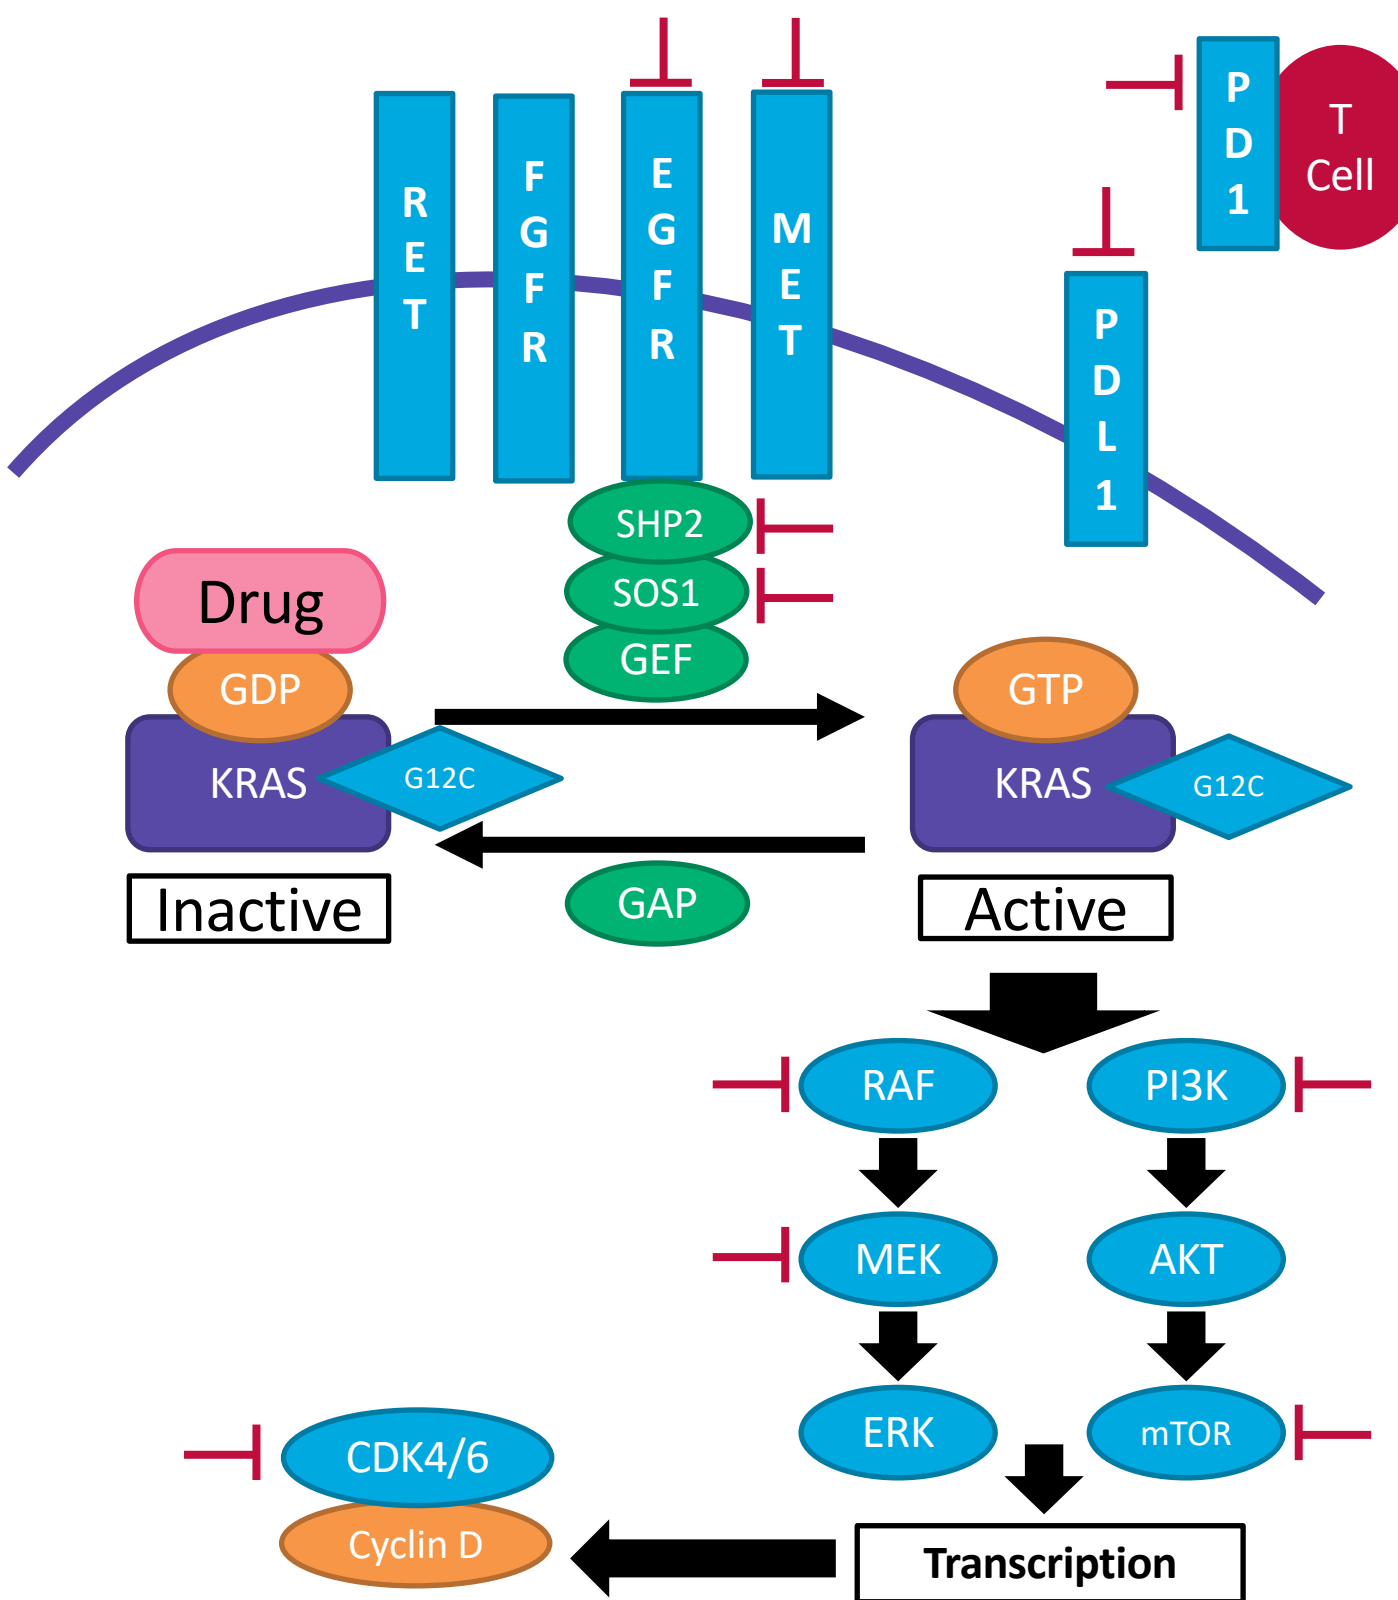 RET
FGFR
EGFR
MET
PD1
T
Cell
PDL1
SHP2
SOS1
GEF
Drug
GDP
KRAS
G12C
Inactive
GAP
GTP
KRAS
G12C
Active
RAF
PI3K
MEK
AKT
ERK
mTOR
CDK4/6
Cyclin D
Transcription